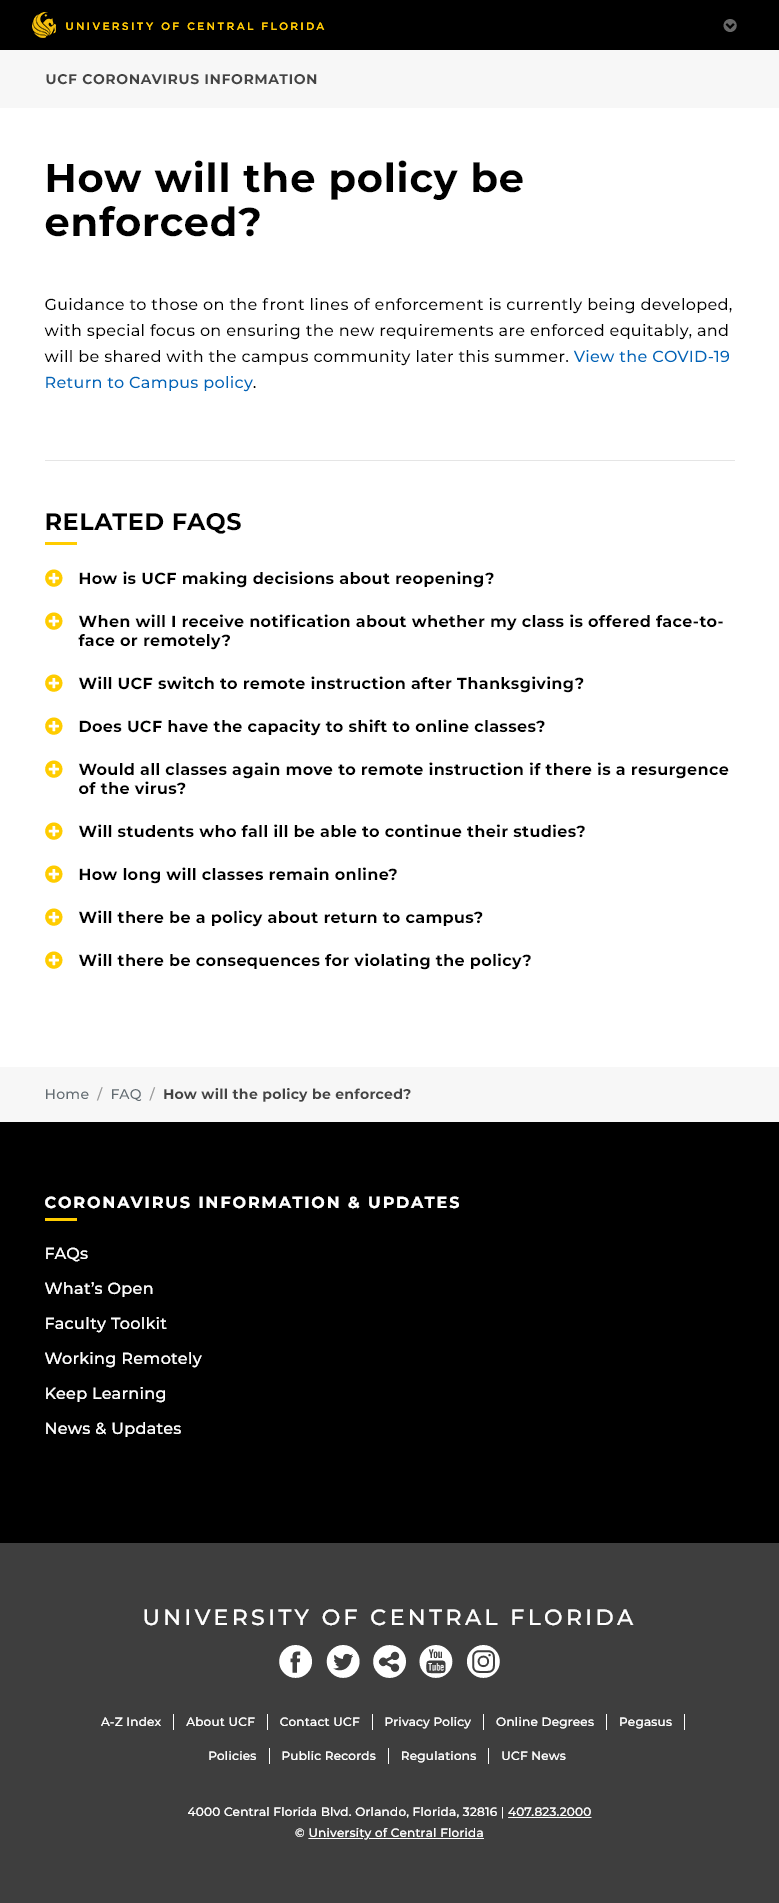 UNIVERSITY OF CENTRAL FLORIDA
UCF CORONAVIRUS INFORMATION
How will the policy be
enforced?
Guidance to those on the front lines of enforcement is currently being developed,
with special focus on ensuring the new requirements are enforced equitably, and
will be shared with the campus community later this summer. View the COVID-19
Return to Campus policy.
RELATED FAQS
How is UCF making decisions about reopening?
When will I receive notification about whether my class is offered face-to-
face or remotely?
Will UCF switch to remote instruction after Thanksgiving?
Does UCF have the capacity to shift to online classes?
Would all classes again move to remote instruction if there is a resurgence
of the virus?
Will students who fall ill be able to continue their studies?
How long will classes remain online?
Will there be a policy about return to campus?
Will there be consequences for violating the policy?
Home / FAQ / How will the policy be enforced?
CORONAVIRUS INFORMATION & UPDATES
FAQs
What’s Open
Faculty Toolkit
Working Remotely
Keep Learning
News & Updates
UNIVERSITY OF CENTRAL FLORIDA
You
Tube
A-Z Index | About UCF | Contact UCF | Privacy Policy | Online Degrees | Pegasus |
Policies | Public Records | Regulations | UCF News
4000 Central Florida Blvd. Orlando, Florida, 32816 | 407.823.2000
© University of Central Florida